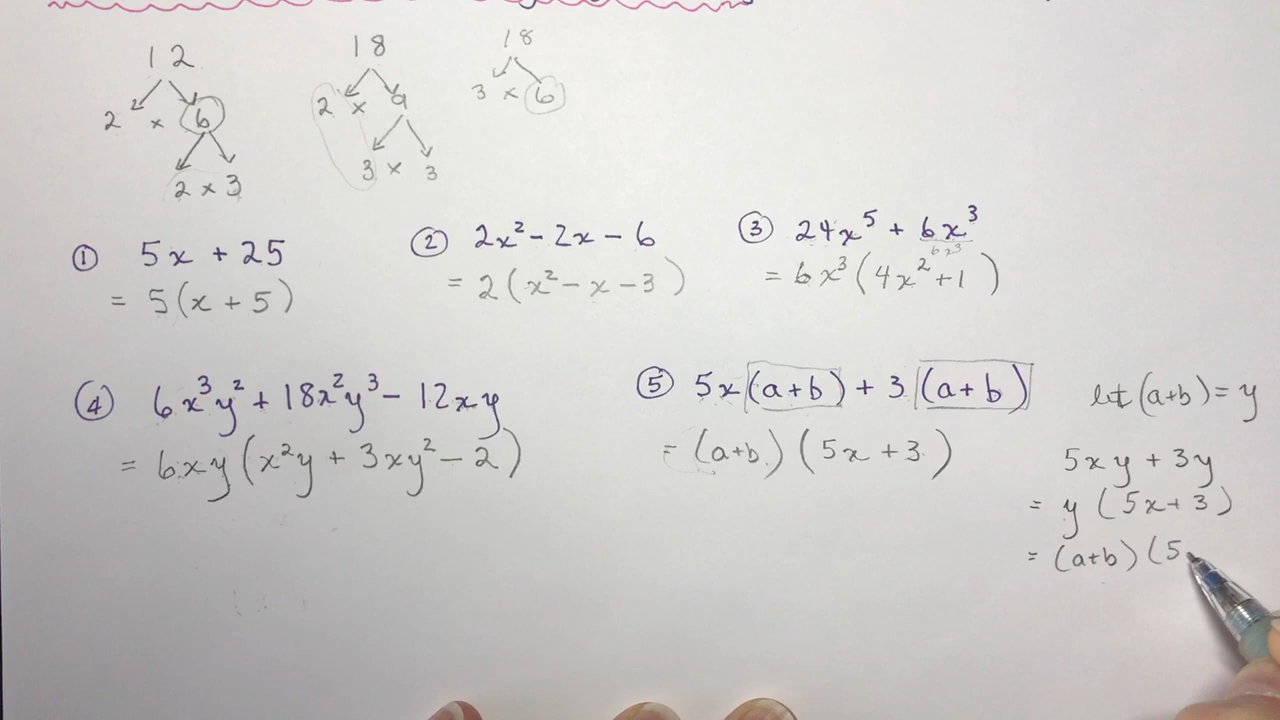 12
2 × 6
2 × 3
18
2 × 9
3 × 3
18
3 × 6
① 5x + 25
= 5(x + 5)
② 2x² - 2x - 6
= 2(x² - x - 3)
③ 24x⁵ + 6x³
6x³
= 6x³(4x² + 1)
④ 6x³y² + 18x²y³ - 12xy
= 6xy(x²y + 3xy² - 2)
⑤ 5x(a+b) + 3(a+b)
= (a+b)(5x + 3)
let (a+b) = y
5xy + 3y
= y(5x + 3)
= (a+b)(5